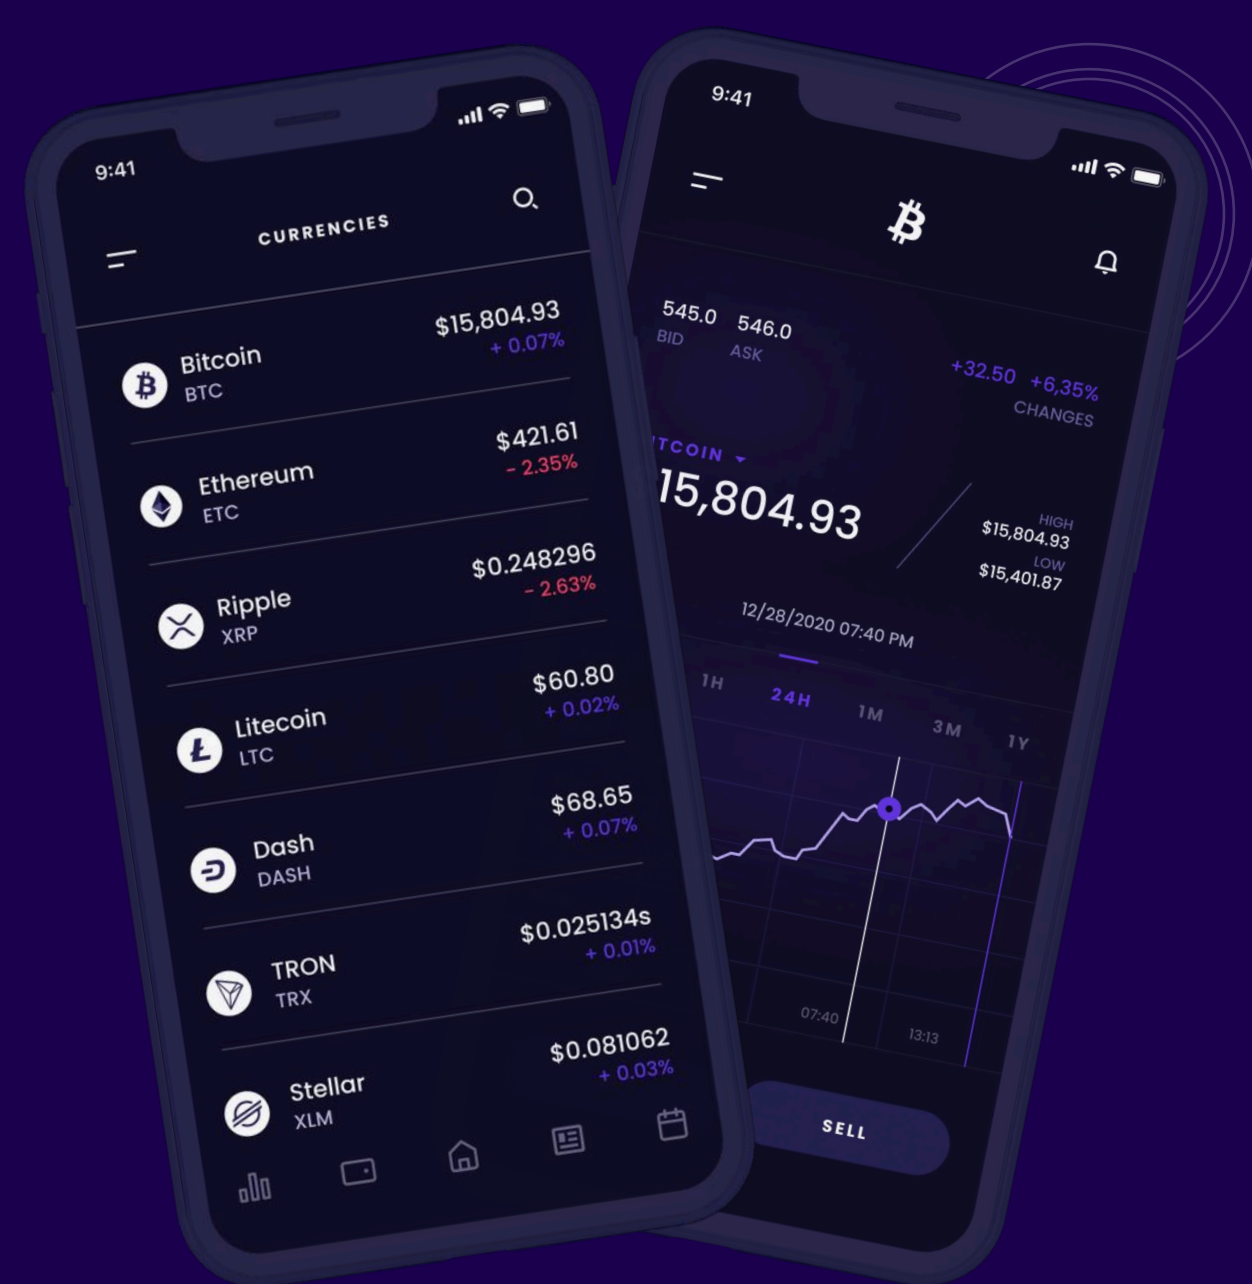 9:41
CURRENCIES
Bitcoin
BTC
$15,804.93
+ 0.07%
Ethereum
ETC
$421.61
- 2.35%
Ripple
XRP
$0.248296
- 2.63%
Litecoin
LTC
$60.80
+ 0.02%
Dash
DASH
$68.65
+ 0.07%
TRON
TRX
$0.025134s
+ 0.01%
Stellar
XLM
$0.081062
+ 0.03%
9:41
545.0 546.0
BID ASK
+32.50 +6,35%
CHANGES
ITCOIN
15,804.93
HIGH
$15,804.93
LOW
$15,401.87
12/28/2020 07:40 PM
1H 24H 1M 3M 1Y
07:40 13:13
SELL